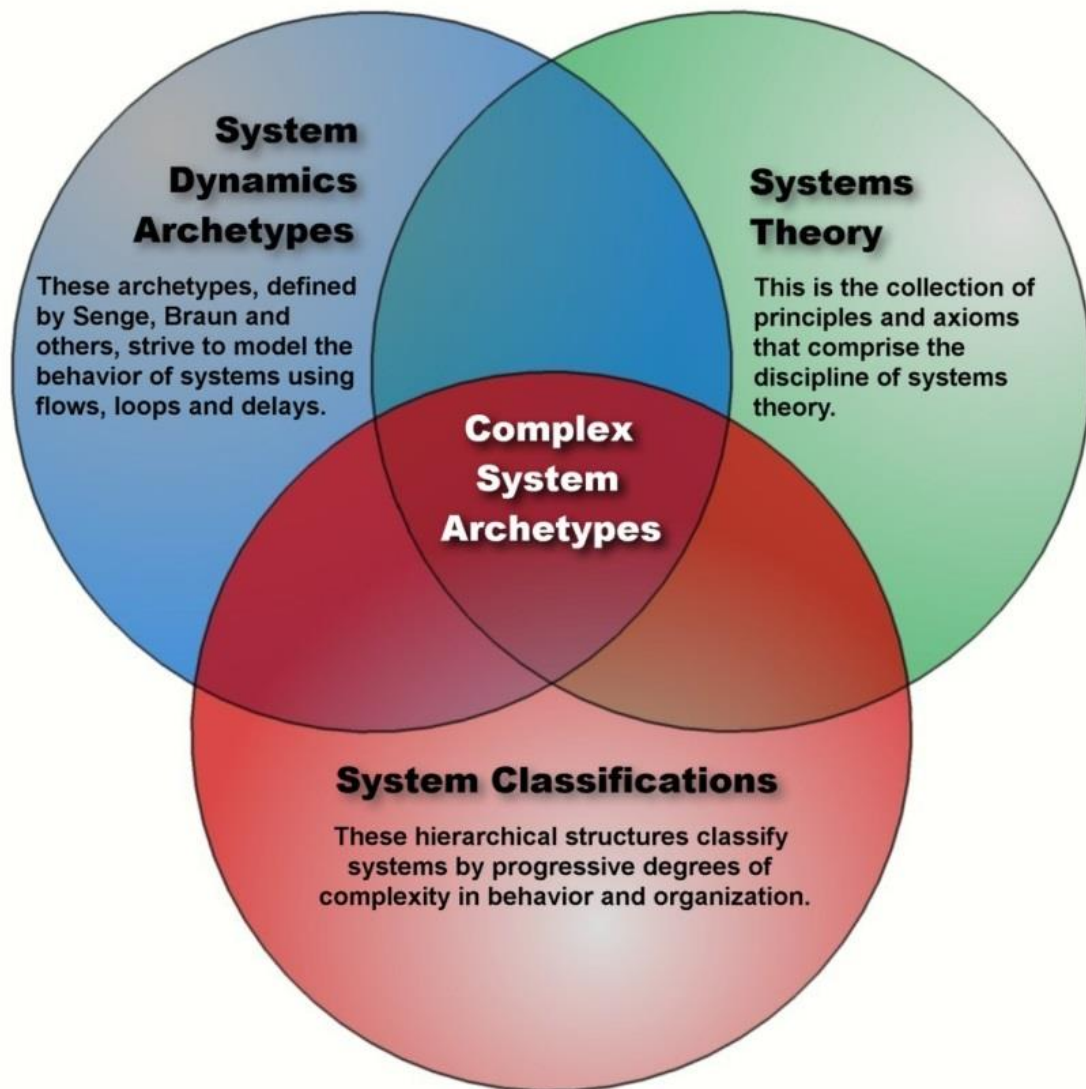 System
Dynamics
Archetypes
These archetypes, defined
by Senge, Braun and
others, strive to model the
behavior of systems using
flows, loops and delays.
Systems
Theory
This is the collection of
principles and axioms
that comprise the
discipline of systems
theory.
Complex
System
Archetypes
System Classifications
These hierarchical structures classify
systems by progressive degrees of
complexity in behavior and organization.